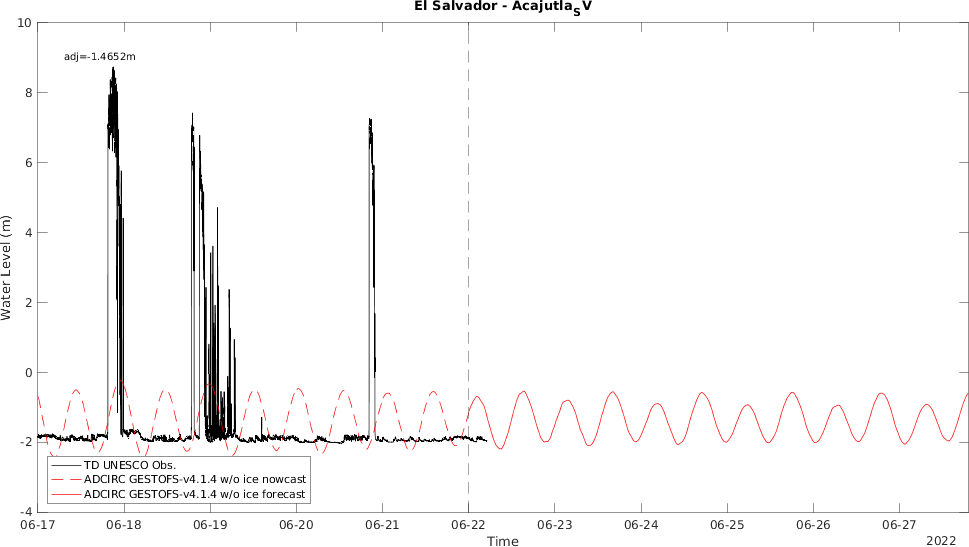 El Salvador - AcajutlaSV
adj=-1.4652m
10
8
6
4
2
0
-2
-4
Water Level (m)
TD UNESCO Obs.
ADCIRC GESTOFS-v4.1.4 w/o ice nowcast
ADCIRC GESTOFS-v4.1.4 w/o ice forecast
06-17 06-18 06-19 06-20 06-21 06-22 06-23 06-24 06-25 06-26 06-27
Time
2022